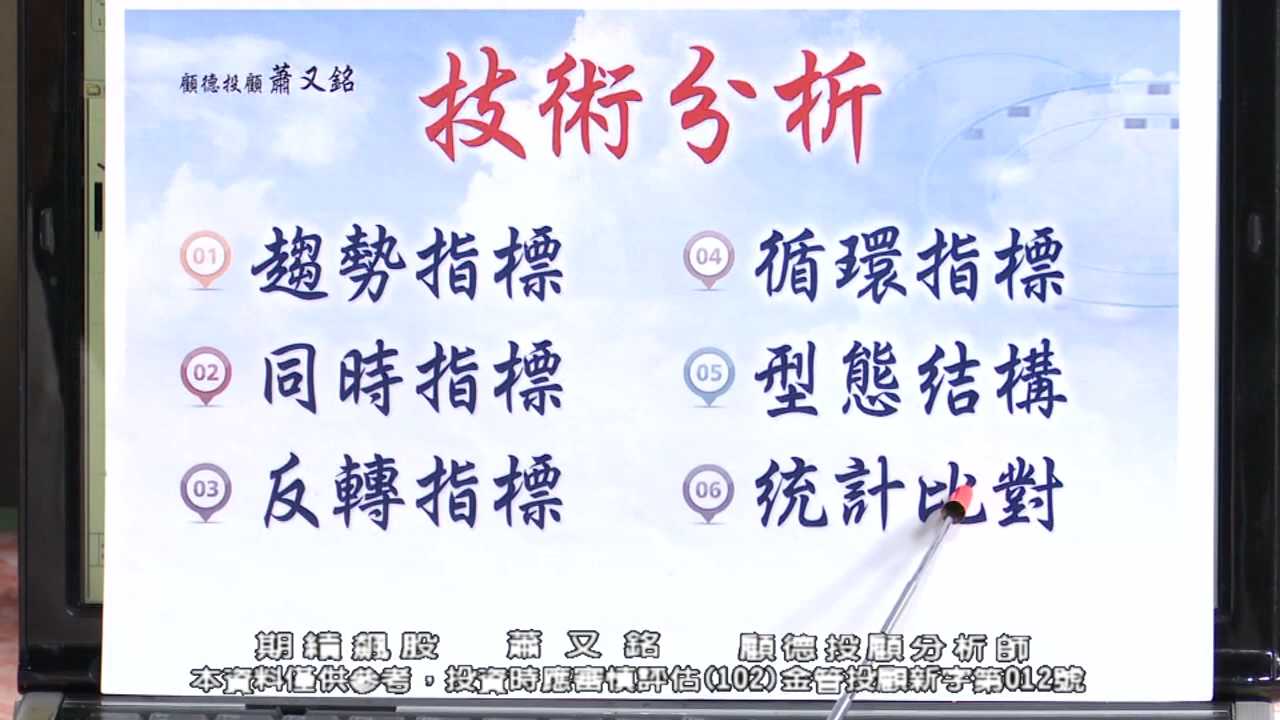 顧德投顧 蕭又銘
技術分析
01 趨勢指標
02 同時指標
03 反轉指標
04 循環指標
05 型態結構
06 統計比對
期績飆股 蕭又銘 顧德投顧分析師
本資料僅供參考，投資時應審慎評估(102)金管投顧新字第012號